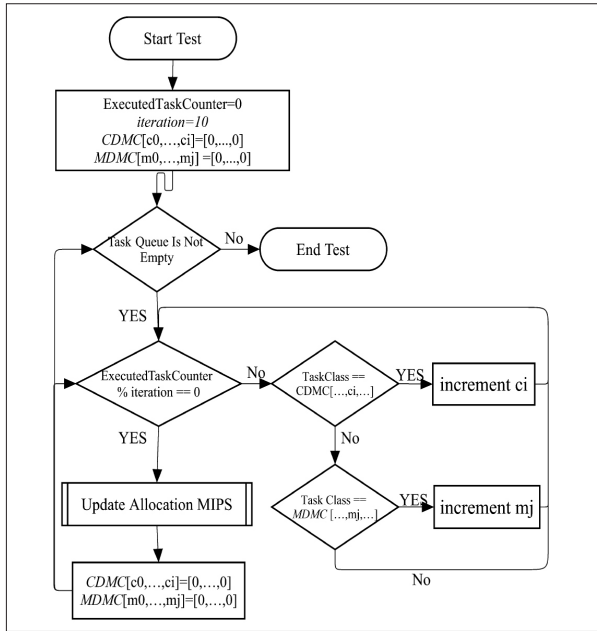 Start Test
ExecutedTaskCounter=0
iteration=10
CDMC[c0,…,ci]=[0,...,0]
MDMC[m0,…,mj] =[0,...,0]
Task Queue Is Not
Empty
No
End Test
YES
ExecutedTaskCounter
% iteration == 0
No
TaskClass ==
CDMC[…,ci,…]
YES
increment ci
YES
No
Update Allocation MIPS
Task Class ==
MDMC […,mj,…]
YES
increment mj
No
CDMC[c0,…,ci]=[0,…,0]
MDMC[m0,…,mj]=[0,…,0]